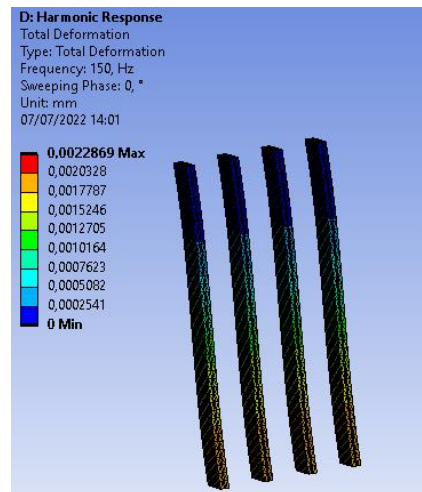 D: Harmonic Response
Total Deformation
Type: Total Deformation
Frequency: 150, Hz
Sweeping Phase: 0, °
Unit: mm
07/07/2022 14:01
0,0022869 Max
0,0020328
0,0017787
0,0015246
0,0012705
0,0010164
0,0007623
0,0005082
0,0002541
0 Min